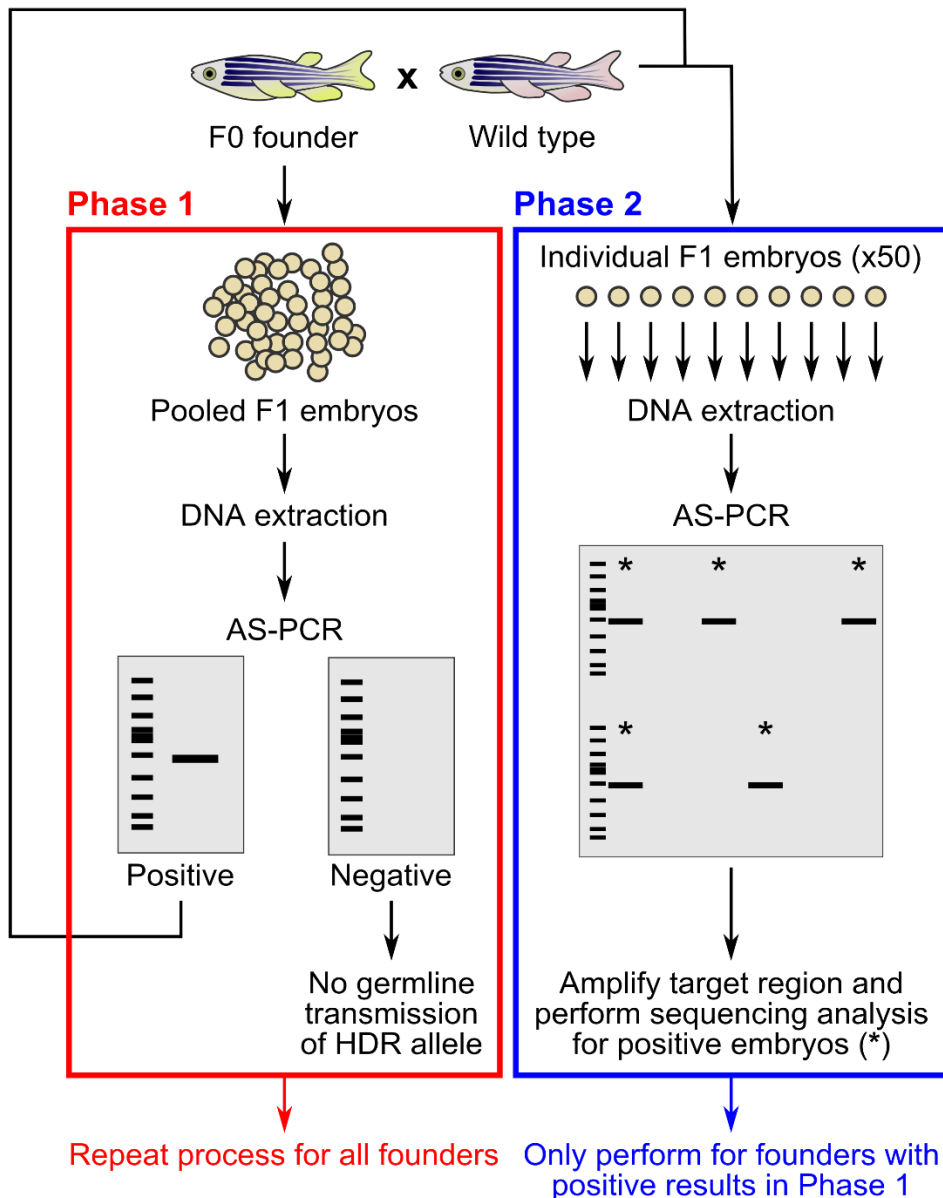 x
F0 founder
Wild type
Phase 1
Pooled F1 embryos
DNA extraction
AS-PCR
Positive
Negative
No germline
transmission
of HDR allele
Repeat process for all founders
Phase 2
Individual F1 embryos (x50)
DNA extraction
AS-PCR
* * *
* *
Amplify target region and
perform sequencing analysis
for positive embryos (*)
Only perform for founders with
positive results in Phase 1